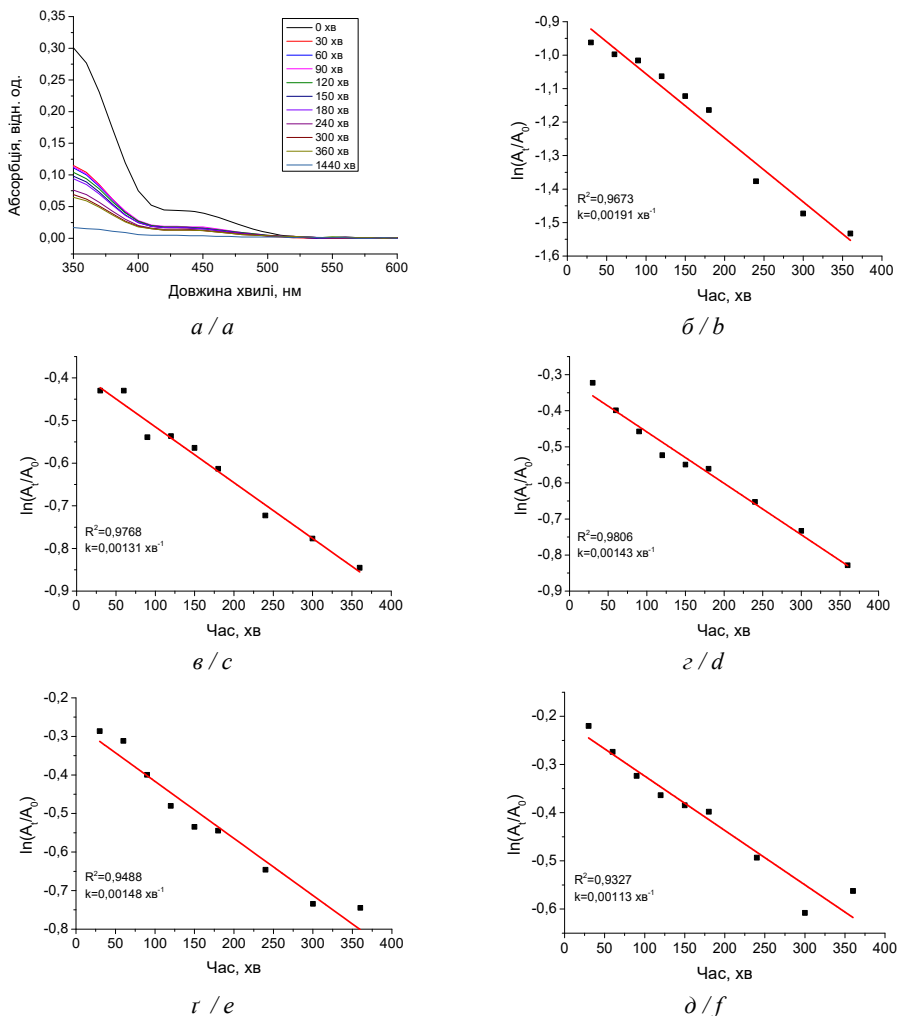 0,35
0,30
0,25
0,20
0,15
0,10
0,05
0,00
Абсорбція, відн. од.
0 хв
30 хв
60 хв
90 хв
120 хв
150 хв
180 хв
240 хв
300 хв
360 хв
1440 хв
350 400 450 500 550 600
Довжина хвилі, нм
а / a
-0,9
-1,0
-1,1
-1,2
-1,3
-1,4
-1,5
-1,6
ln(Aₜ/A₀)
R²=0,9673
k=0,00191 хв⁻¹
0 50 100 150 200 250 300 350 400
Час, хв
б / b
-0,4
-0,5
-0,6
-0,7
-0,8
-0,9
ln(Aₜ/A₀)
R²=0,9768
k=0,00131 хв⁻¹
0 50 100 150 200 250 300 350 400
Час, хв
в / c
-0,3
-0,4
-0,5
-0,6
-0,7
-0,8
-0,9
ln(Aₜ/A₀)
R²=0,9806
k=0,00143 хв⁻¹
0 50 100 150 200 250 300 350 400
Час, хв
г / d
-0,2
-0,3
-0,4
-0,5
-0,6
-0,7
-0,8
ln(Aₜ/A₀)
R²=0,9488
k=0,00148 хв⁻¹
0 50 100 150 200 250 300 350 400
Час, хв
ґ / e
-0,2
-0,3
-0,4
-0,5
-0,6
ln(Aₜ/A₀)
R²=0,9327
k=0,00113 хв⁻¹
0 50 100 150 200 250 300 350 400
Час, хв
д / f